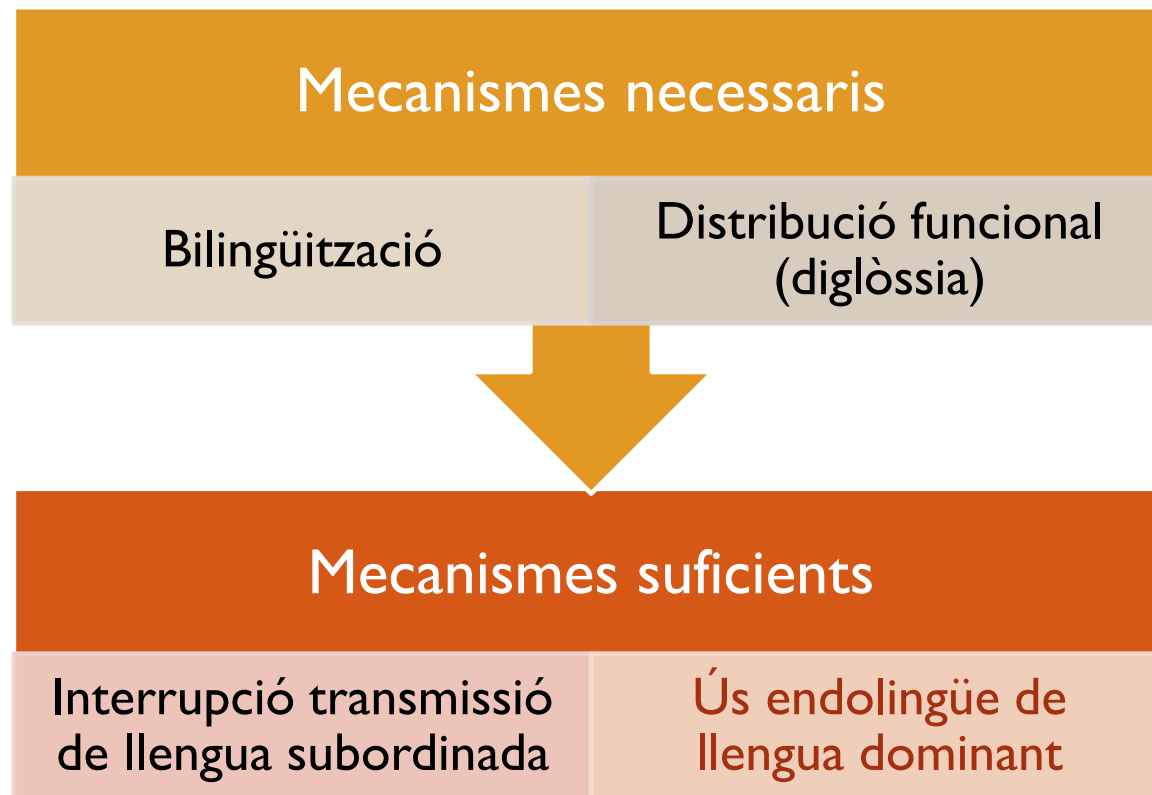 Mecanismes necessaris
Bilingüització
Distribució funcional
(diglòssia)
Mecanismes suficients
Interrupció transmissió
de llengua subordinada
Ús endolingüe de
llengua dominant